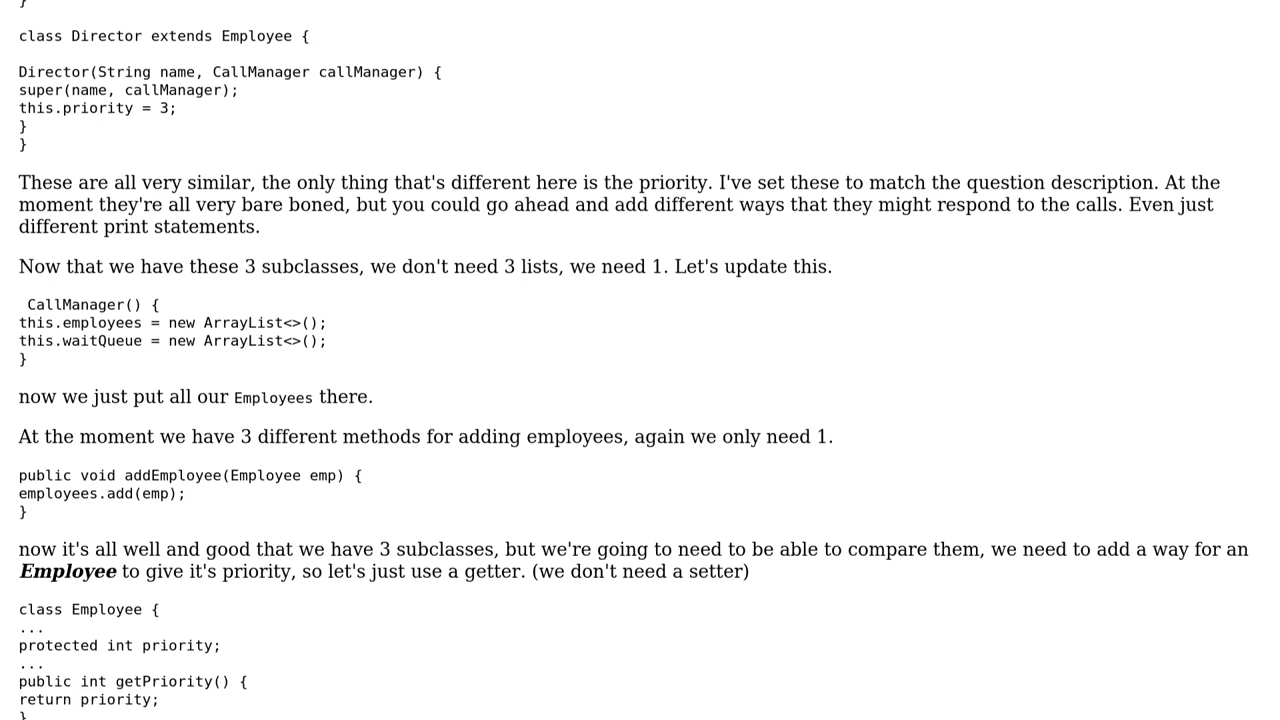 }
class Director extends Employee {
Director(String name, CallManager callManager) {
super(name, callManager);
this.priority = 3;
}
}
These are all very similar, the only thing that's different here is the priority. I've set these to match the question description. At the
moment they're all very bare boned, but you could go ahead and add different ways that they might respond to the calls. Even just
different print statements.
Now that we have these 3 subclasses, we don't need 3 lists, we need 1. Let's update this.
CallManager() {
this.employees = new ArrayList<>();
this.waitQueue = new ArrayList<>();
}
now we just put all our Employees there.
At the moment we have 3 different methods for adding employees, again we only need 1.
public void addEmployee(Employee emp) {
employees.add(emp);
}
now it's all well and good that we have 3 subclasses, but we're going to need to be able to compare them, we need to add a way for an
Employee to give it's priority, so let's just use a getter. (we don't need a setter)
class Employee {
...
protected int priority;
...
public int getPriority() {
return priority;
}